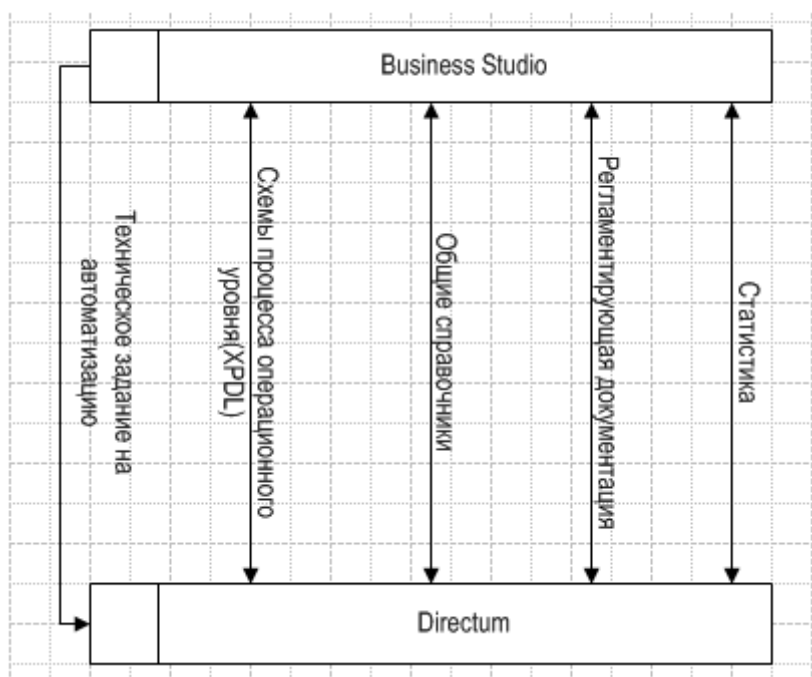 Business Studio
Техническое задание на
автоматизацию
Схемы процесса операционного
уровня(XPDL)
Общие справочники
Регламентирующая документация
Статистика
Directum